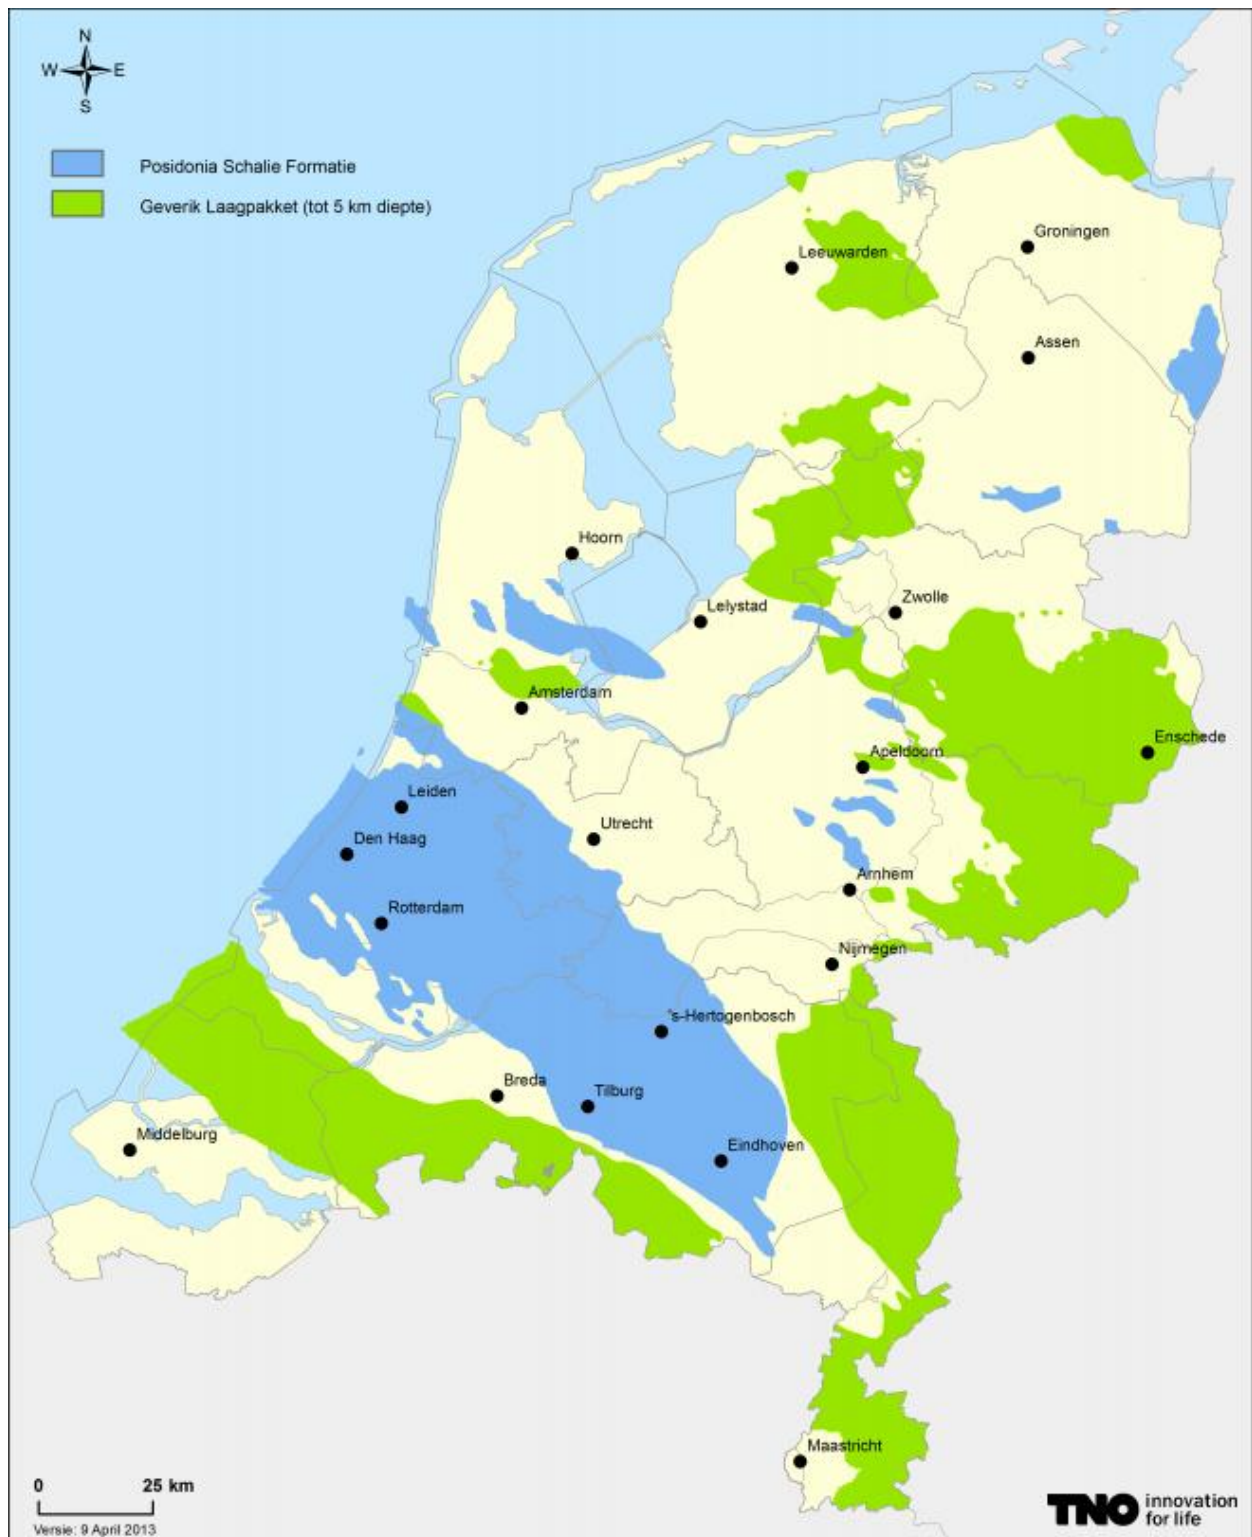 N
W E
S
Posidonia Schalie Formatie
Geverik Laagpakket (tot 5 km diepte)
Groningen
Leeuwarden
Assen
Hoorn
Zwolle
Lelystad
Amsterdam
Enschede
Apeldoorn
Leiden
Utrecht
Den Haag
Arnhem
Rotterdam
Nijmegen
's-Hertogenbosch
Breda
Tilburg
Middelburg
Eindhoven
Maastricht
0 25 km
Versie: 9 April 2013
TNO innovation
for life